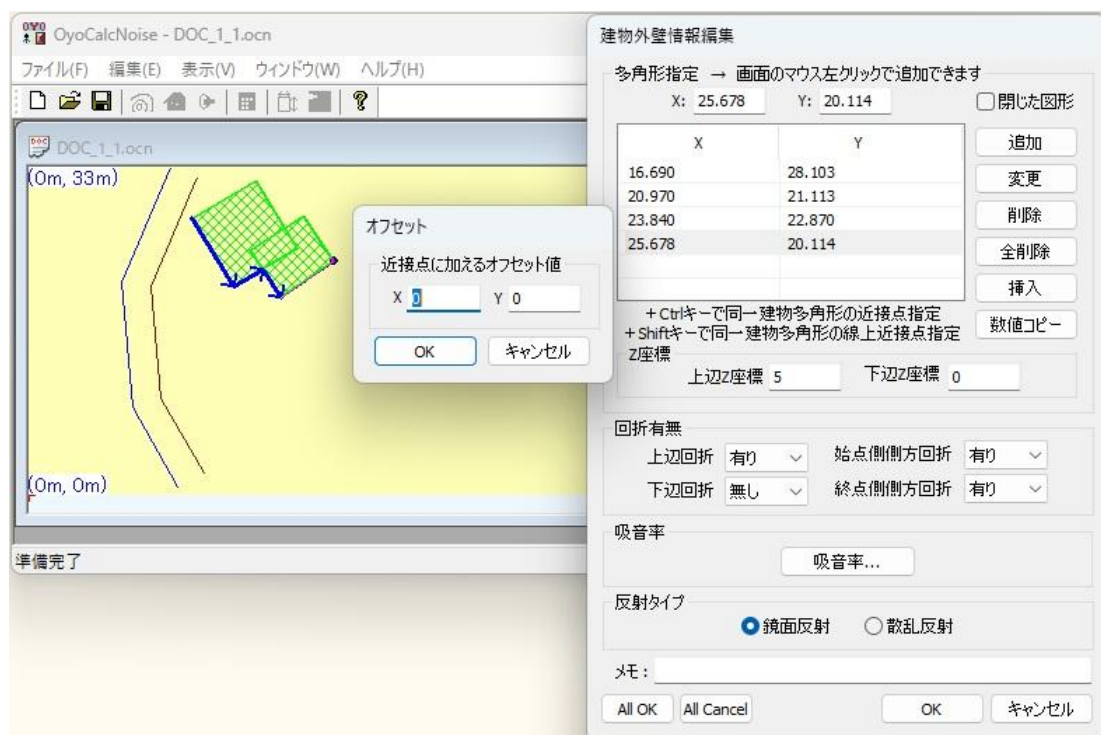 OyoCalcNoise - DOC_1_1.ocn
ファイル(F) 編集(E) 表示(V) ウィンドウ(W) ヘルプ(H)
DOC_1_1.ocn
(0m, 33m)
(0m, 0m)
準備完了
オフセット
近接点に加えるオフセット値
X 0 Y 0
OK キャンセル
建物外壁情報編集
多角形指定 → 画面のマウス左クリックで追加できます
X: 25.678 Y: 20.114 閉じた図形
X Y
16.690 28.103
20.970 21.113
23.840 22.870
25.678 20.114
追加
変更
削除
全削除
挿入
数値コピー
+Ctrlキーで同一建物多角形の近接点指定
+Shiftキーで同一建物多角形の線上近接点指定
Z座標
上辺Z座標 5 下辺Z座標 0
回折有無
上辺回折 有り 始点側側方回折 有り
下辺回折 無し 終点側側方回折 有り
吸音率
吸音率...
反射タイプ
鏡面反射 散乱反射
メモ：
All OK All Cancel OK キャンセル